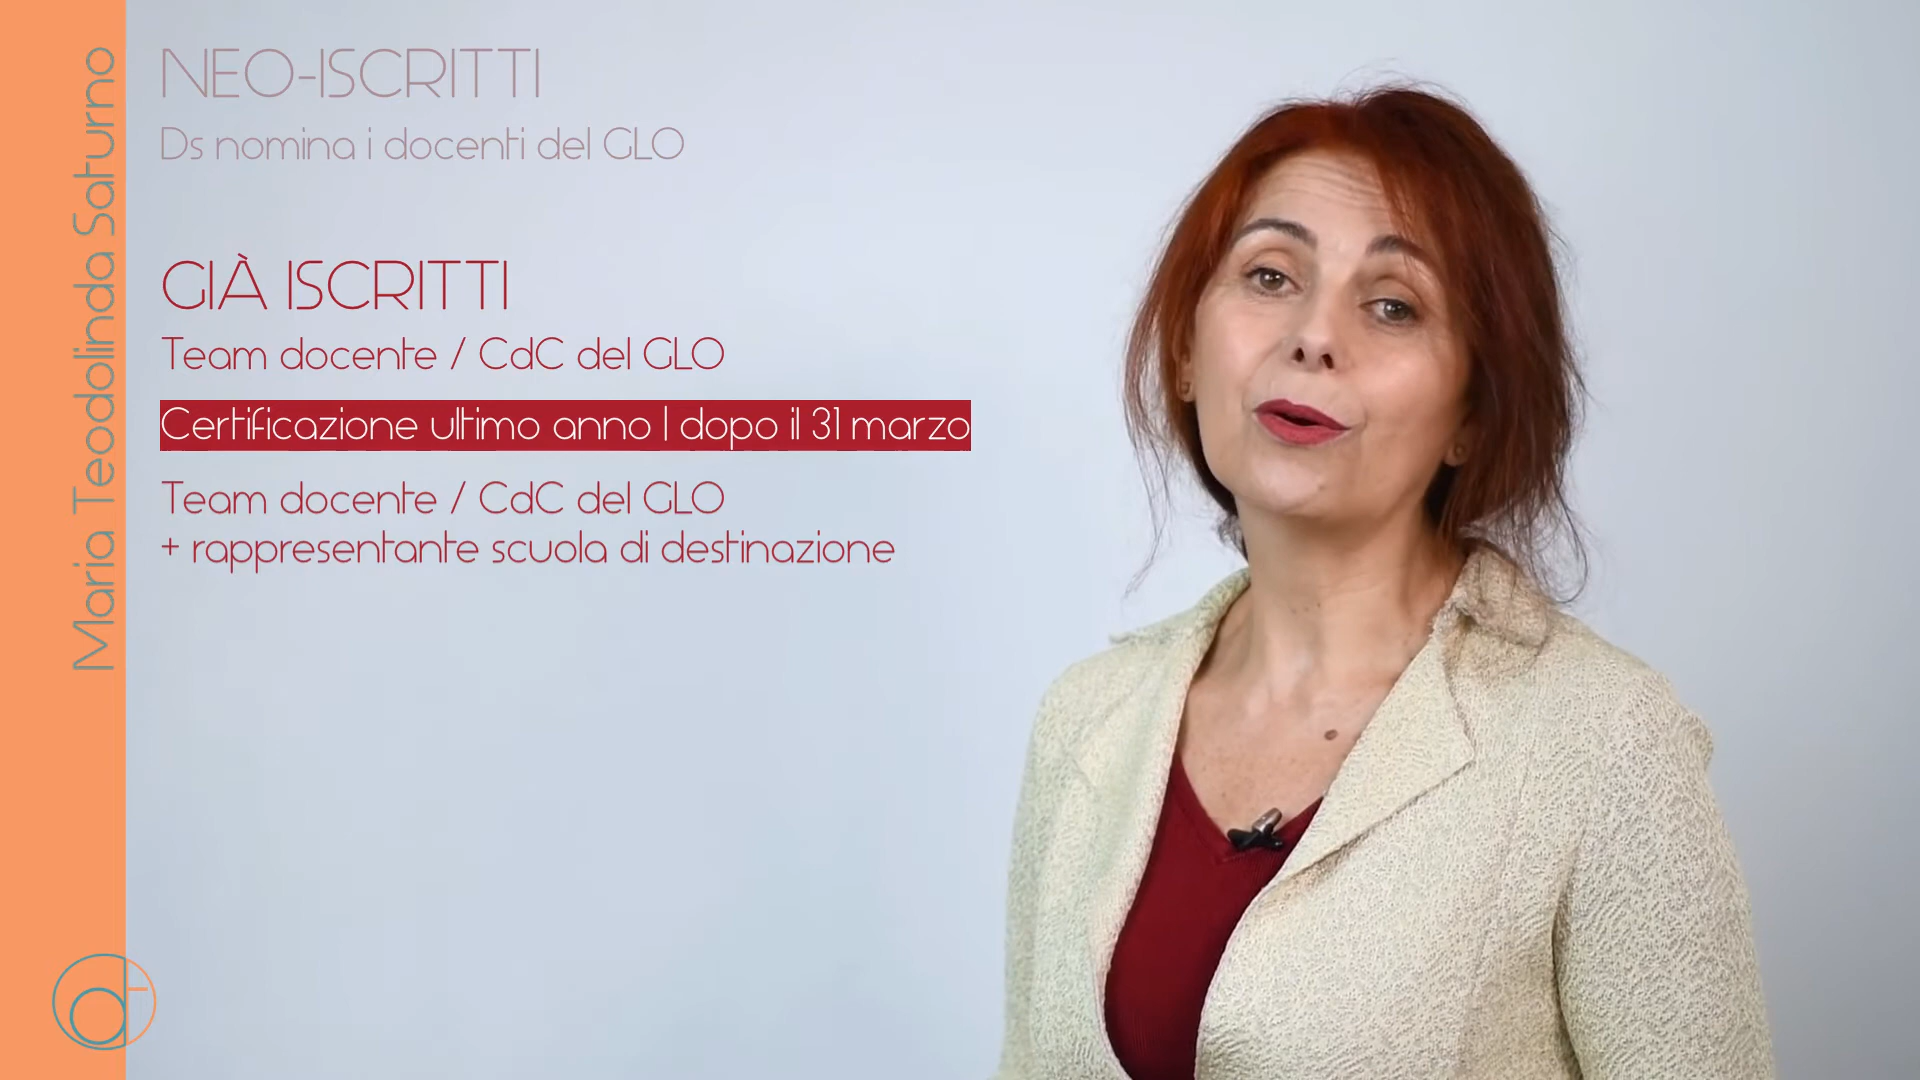 Maria Teodolinda Saturno
NEO-ISCRITTI
Ds nomina i docenti del GLO
GIÀ ISCRITTI
Team docente / CdC del GLO
Certificazione ultimo anno | dopo il 31 marzo
Team docente / CdC del GLO
+ rappresentante scuola di destinazione